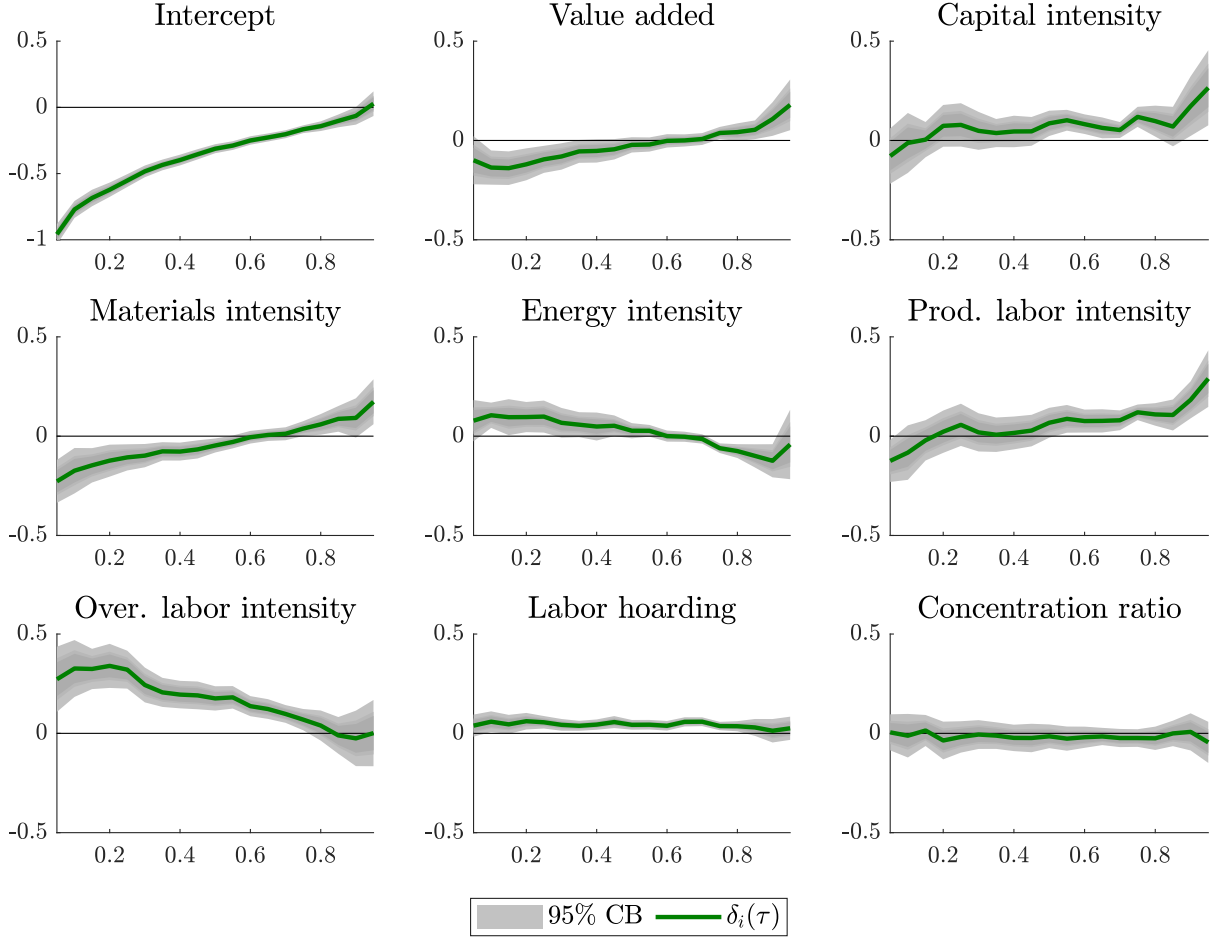 Intercept
Value added
Capital intensity
0.5
0
-0.5
-1
0.2 0.4 0.6 0.8
0.5
0
-0.5
0.2 0.4 0.6 0.8
0.5
0
-0.5
0.2 0.4 0.6 0.8
Materials intensity
Energy intensity
Prod. labor intensity
0.5
0
-0.5
0.2 0.4 0.6 0.8
0.5
0
-0.5
0.2 0.4 0.6 0.8
0.5
0
-0.5
0.2 0.4 0.6 0.8
Over. labor intensity
Labor hoarding
Concentration ratio
0.5
0
-0.5
0.2 0.4 0.6 0.8
0.5
0
-0.5
0.2 0.4 0.6 0.8
0.5
0
-0.5
0.2 0.4 0.6 0.8
95% CB δᵢ(τ)